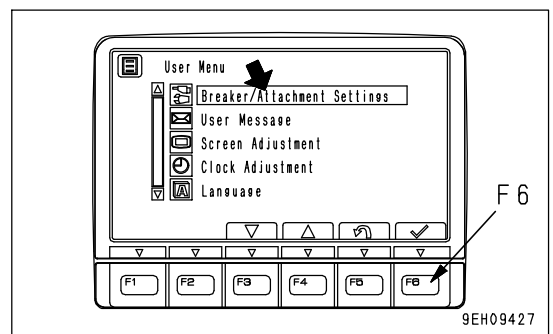 User Menu
Breaker/Attachment Settings
User Message
Screen Adjustment
Clock Adjustment
A Language
F6
F1 F2 F3 F4 F5 F6
9EH09427